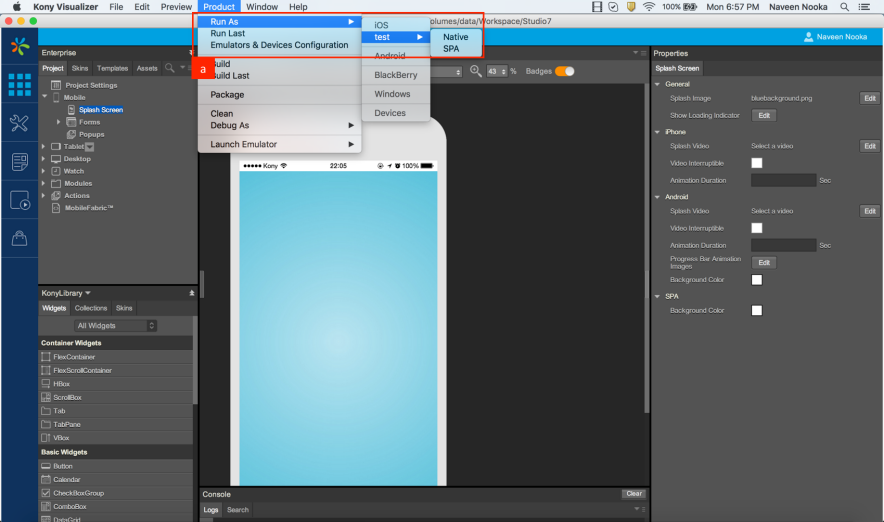 Kony Visualizer File Edit Preview Product Window Help 100% Mon 6:57 PM Naveen Nooka
olumes/data/Workspace/Studio7
Naveen Nooka
Run As
Run Last
Emulators & Devices Configuration
a
Build
Build Last
Package
Clean
Debug As
Launch Emulator
iOS
test
Android
BlackBerry
Windows
Devices
Native
SPA
Enterprise
Project Skins Templates Assets
Project Settings
Mobile
Splash Screen
Forms
Popups
Tablet
Desktop
Watch
Modules
Actions
MobileFabric™
43 % Badges
Kony 22:05 100%
KonyLibrary
Widgets Collections Skins
All Widgets
Container Widgets
FlexContainer
FlexScrollContainer
HBox
ScrollBox
Tab
TabPane
VBox
Basic Widgets
Button
Calendar
CheckBoxGroup
ComboBox
DataGrid
Console Clear
Logs Search
Properties
Splash Screen
General
Splash Image bluebackground.png Edit
Show Loading Indicator Edit
iPhone
Splash Video Select a video Edit
Video Interruptible
Animation Duration Sec
Android
Splash Video Select a video Edit
Video Interruptible
Animation Duration Sec
Progress Bar Animation
Images Edit
Background Color
SPA
Background Color